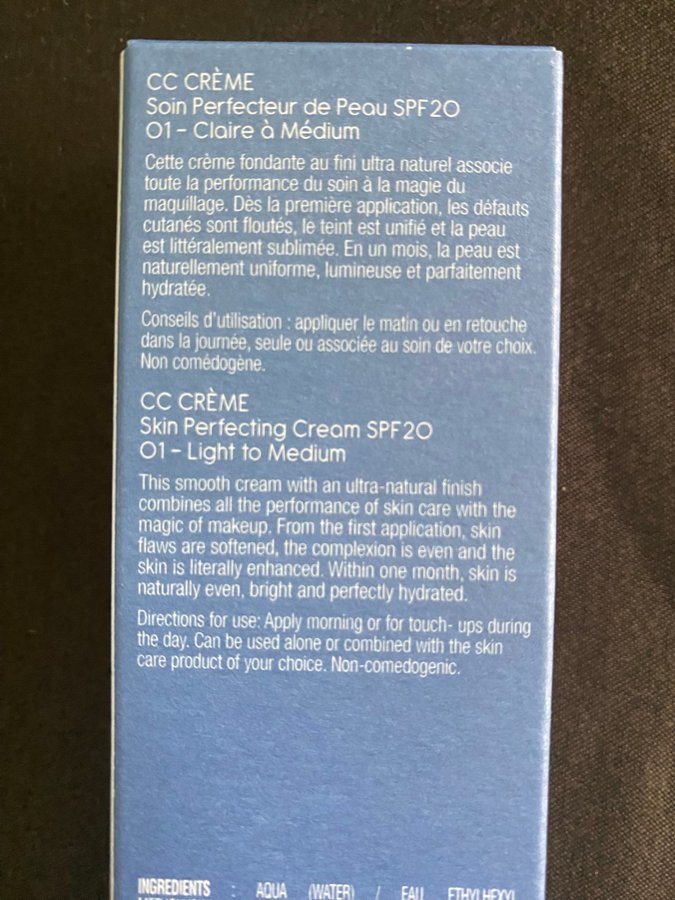 CC CRÈME
Soin Perfecteur de Peau SPF20
01 - Claire à Médium
Cette crème fondante au fini ultra naturel associe
toute la performance du soin à la magie du
maquillage. Dès la première application, les défauts
cutanés sont floutés, le teint est unifié et la peau
est littéralement sublimée. En un mois, la peau est
naturellement uniforme, lumineuse et parfaitement
hydratée.
Conseils d'utilisation : appliquer le matin ou en retouche
dans la journée, seule ou associée au soin de votre choix.
Non comédogène.
CC CRÈME
Skin Perfecting Cream SPF20
01 - Light to Medium
This smooth cream with an ultra-natural finish
combines all the performance of skin care with the
magic of makeup. From the first application, skin
flaws are softened, the complexion is even and the
skin is literally enhanced. Within one month, skin is
naturally even, bright and perfectly hydrated.
Directions for use: Apply morning or for touch- ups during
the day. Can be used alone or combined with the skin
care product of your choice. Non-comedogenic.
INGREDIENTS : AQUA (WATER) / EAU ETHYLHEXYL